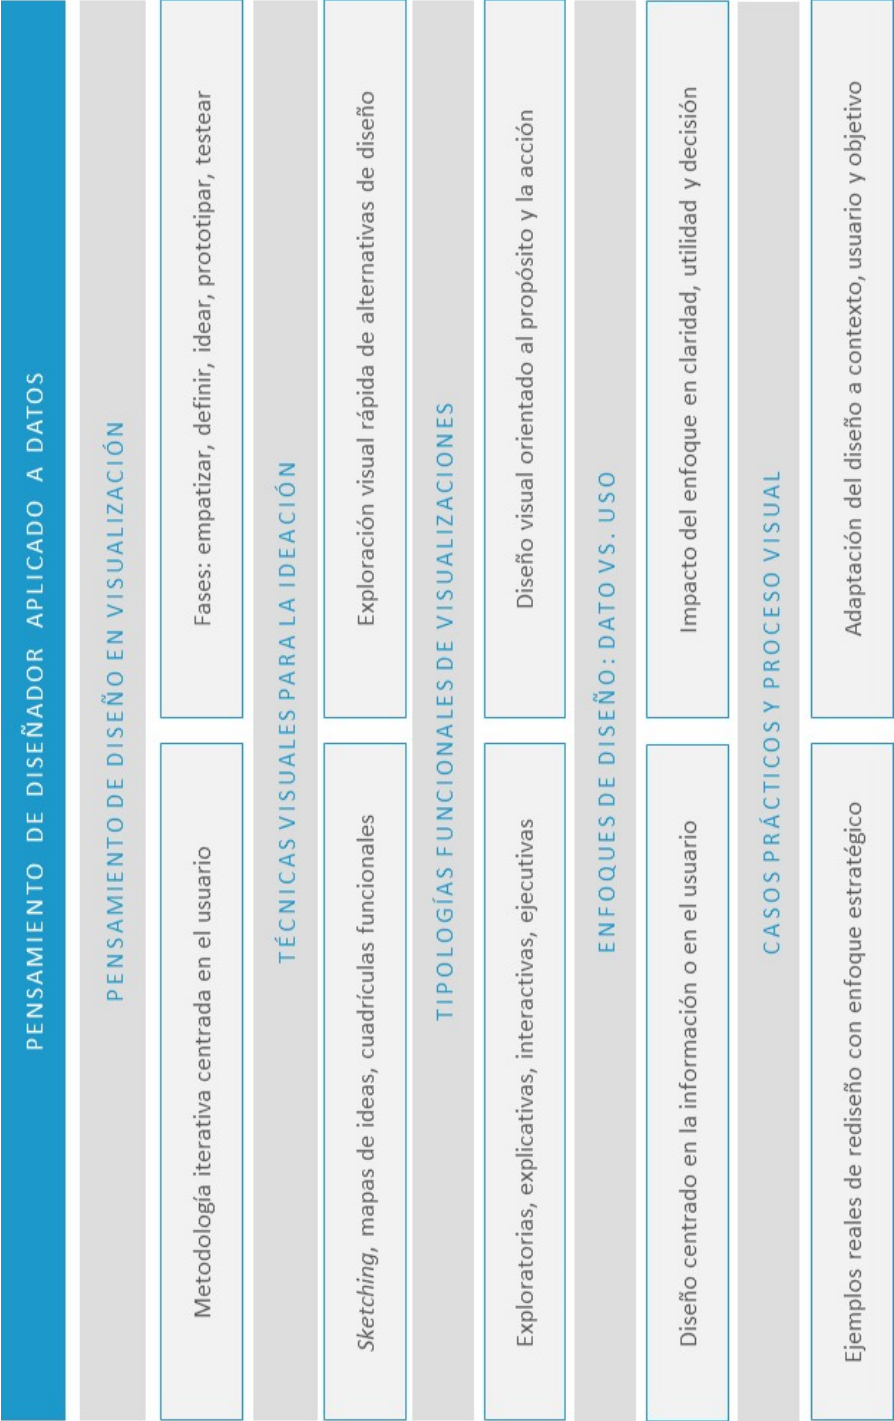 PENSAMIENTO DE DISEÑADOR APLICADO A DATOS
PENSAMIENTO DE DISEÑO EN VISUALIZACIÓN
Metodología iterativa centrada en el usuario
Fases: empatizar, definir, idear, prototipar, testear
TÉCNICAS VISUALES PARA LA IDEACIÓN
Sketching, mapas de ideas, cuadrículas funcionales
Exploración visual rápida de alternativas de diseño
TIPOLOGÍAS FUNCIONALES DE VISUALIZACIONES
Exploratorias, explicativas, interactivas, ejecutivas
Diseño visual orientado al propósito y la acción
ENFOQUES DE DISEÑO: DATO VS. USO
Diseño centrado en la información o en el usuario
Impacto del enfoque en claridad, utilidad y decisión
CASOS PRÁCTICOS Y PROCESO VISUAL
Ejemplos reales de rediseño con enfoque estratégico
Adaptación del diseño a contexto, usuario y objetivo